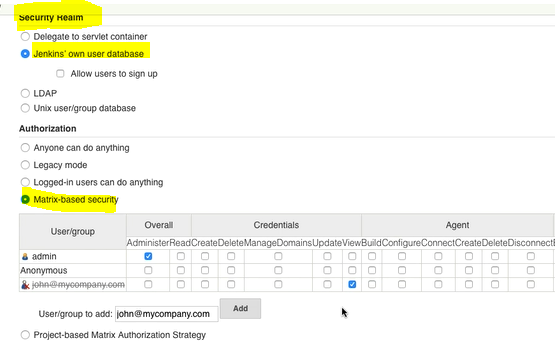 Security Realm
Delegate to servlet container
Jenkins' own user database
Allow users to sign up
LDAP
Unix user/group database
Authorization
Anyone can do anything
Legacy mode
Logged-in users can do anything
Matrix-based security
User/group Overall Credentials Agent
Administer Read Create Delete ManageDomains Update View Build Configure Connect Create Delete Disconnect
admin
Anonymous
john@mycompany.com
User/group to add: john@mycompany.com Add
Project-based Matrix Authorization Strategy